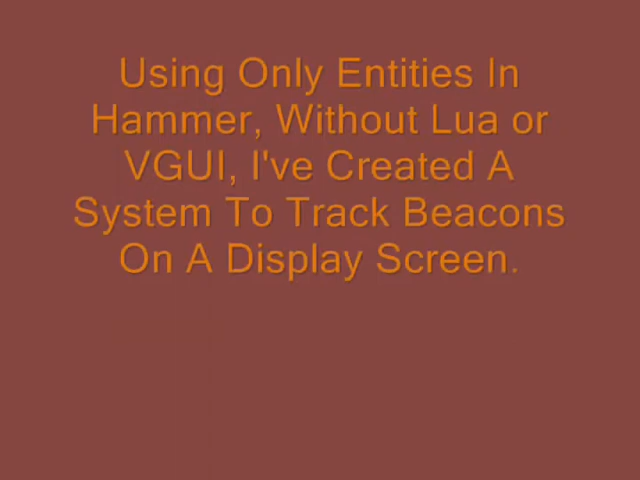 Using Only Entities In
Hammer, Without Lua or
VGUI, I've Created A
System To Track Beacons
On A Display Screen.